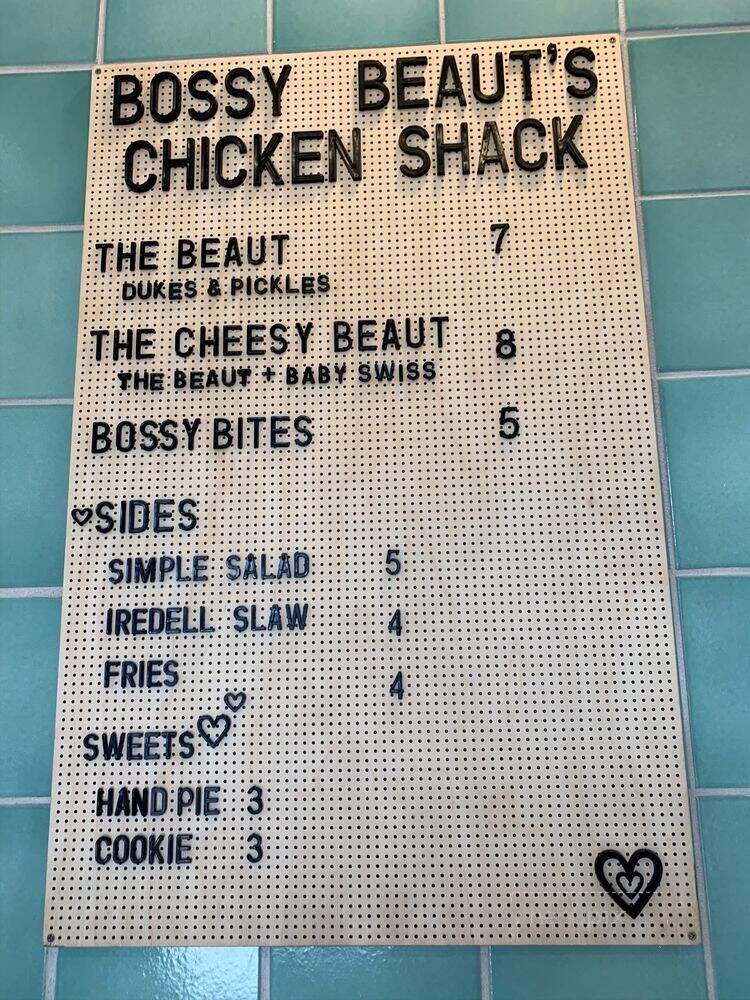 BOSSY BEAUT'S
CHICKEN SHACK
THE BEAUT 7
DUKES & PICKLES
THE CHEESY BEAUT 8
THE BEAUT + BABY SWISS
BOSSY BITES 5
SIDES
SIMPLE SALAD 5
IREDELL SLAW 4
FRIES 4
SWEETS
HAND PIE 3
COOKIE 3